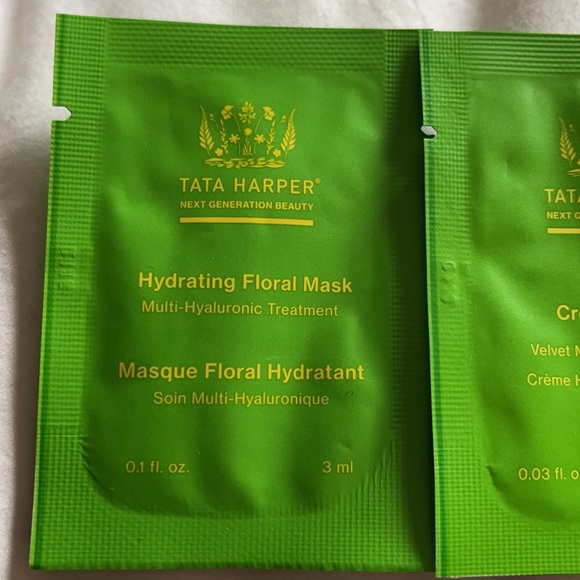 TATA HARPER®
NEXT GENERATION BEAUTY
Hydrating Floral Mask
Multi-Hyaluronic Treatment
Masque Floral Hydratant
Soin Multi-Hyaluronique
0.1 fl. oz. 3 ml
TATA
NEXT
Velvet
Crème
0.03 fl.